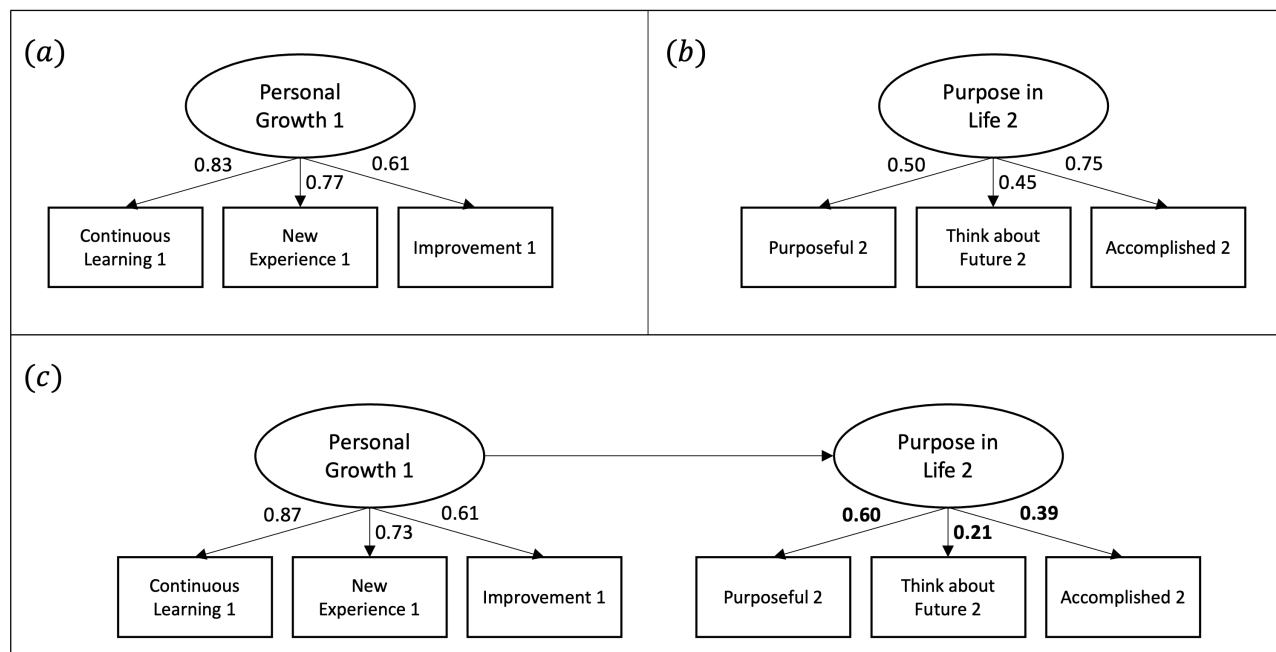 (a)
Personal
Growth 1
0.83
0.77
0.61
Continuous
Learning 1
New
Experience 1
Improvement 1
(b)
Purpose in
Life 2
0.50
0.45
0.75
Purposeful 2
Think about
Future 2
Accomplished 2
(c)
Personal
Growth 1
0.87
0.73
0.61
Continuous
Learning 1
New
Experience 1
Improvement 1
Purpose in
Life 2
0.60
0.21
0.39
Purposeful 2
Think about
Future 2
Accomplished 2